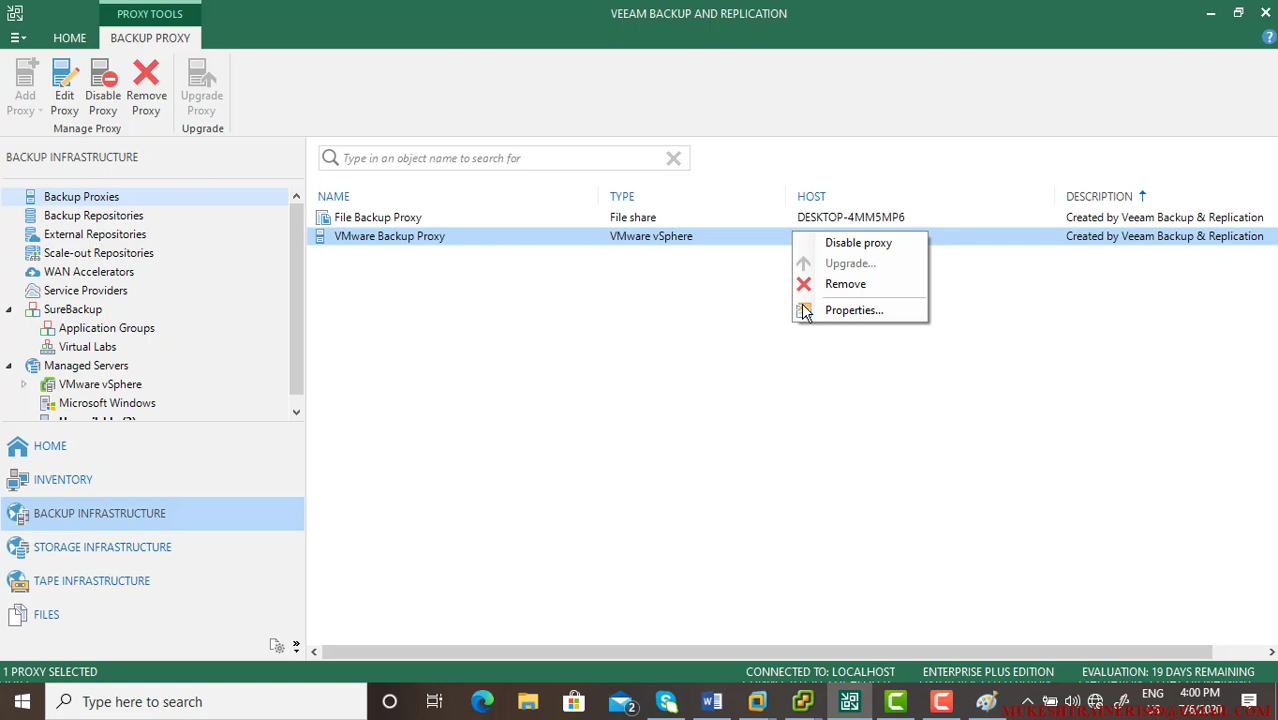 PROXY TOOLS
VEEAM BACKUP AND REPLICATION
HOME
BACKUP PROXY
Add Proxy
Edit Proxy
Disable Proxy
Remove Proxy
Upgrade Proxy
Manage Proxy
Upgrade
BACKUP INFRASTRUCTURE
Type in an object name to search for
Backup Proxies
Backup Repositories
External Repositories
Scale-out Repositories
WAN Accelerators
Service Providers
SureBackup
Application Groups
Virtual Labs
Managed Servers
VMware vSphere
Microsoft Windows
NAME TYPE HOST DESCRIPTION
File Backup Proxy File share DESKTOP-4MM5MP6 Created by Veeam Backup & Replication
VMware Backup Proxy VMware vSphere Created by Veeam Backup & Replication
Disable proxy
Upgrade...
Remove
Properties...
HOME
INVENTORY
BACKUP INFRASTRUCTURE
STORAGE INFRASTRUCTURE
TAPE INFRASTRUCTURE
FILES
1 PROXY SELECTED
CONNECTED TO: LOCALHOST
ENTERPRISE PLUS EDITION
EVALUATION: 19 DAYS REMAINING
Type here to search
2
ENG
4:00 PM